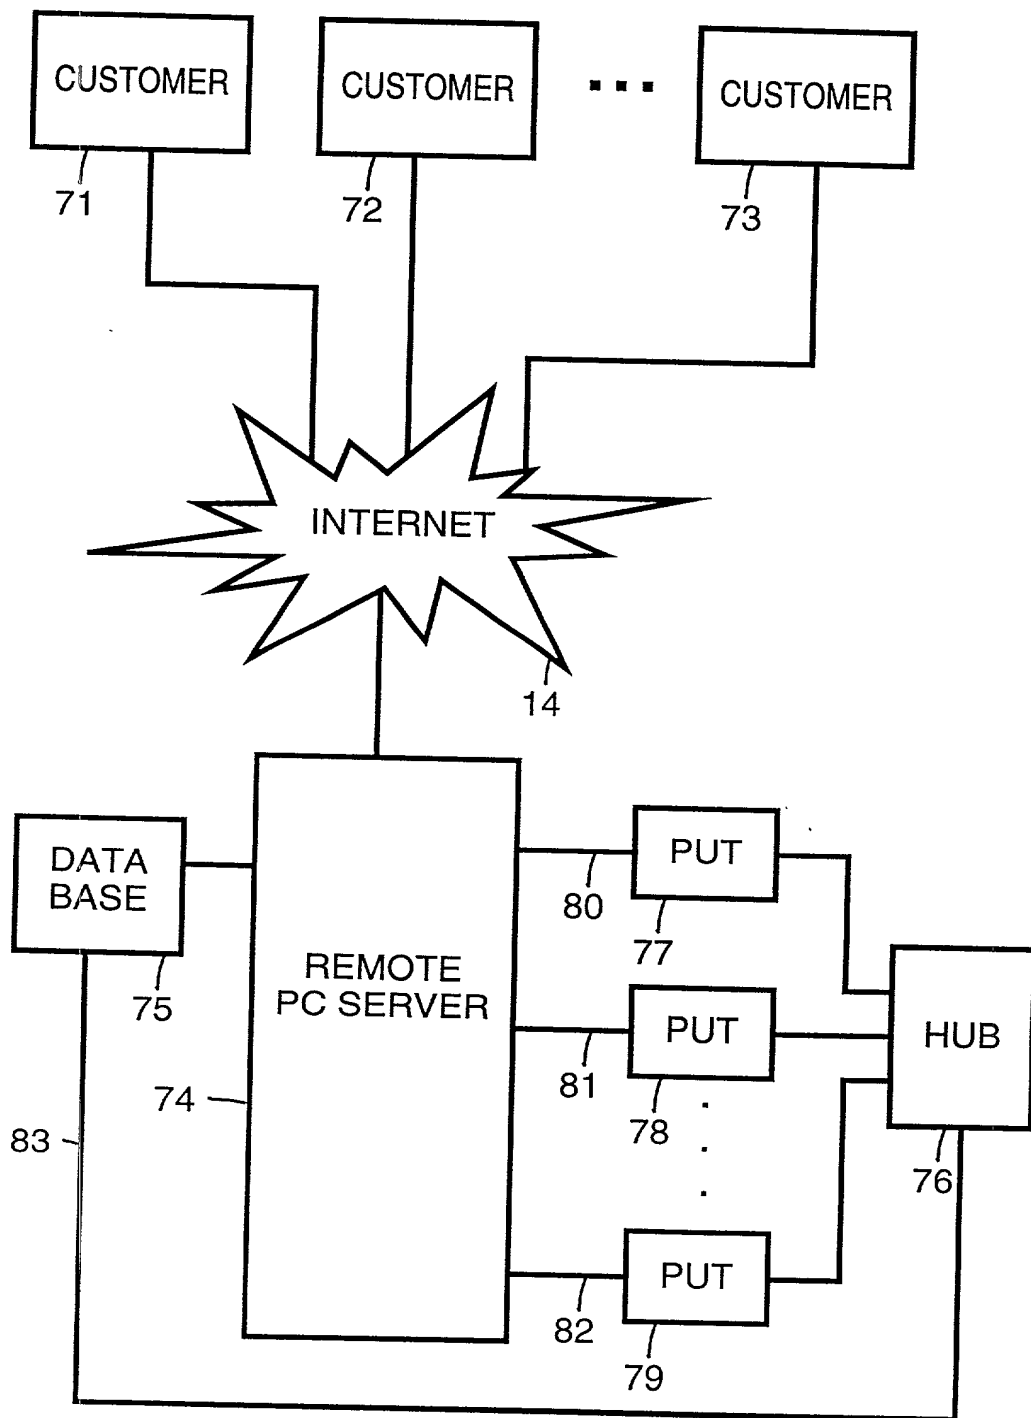 CUSTOMER
CUSTOMER
...
CUSTOMER
71
72
73
INTERNET
14
DATA
BASE
75
REMOTE
PC SERVER
74
83
80
PUT
77
81
PUT
78
82
PUT
79
HUB
76